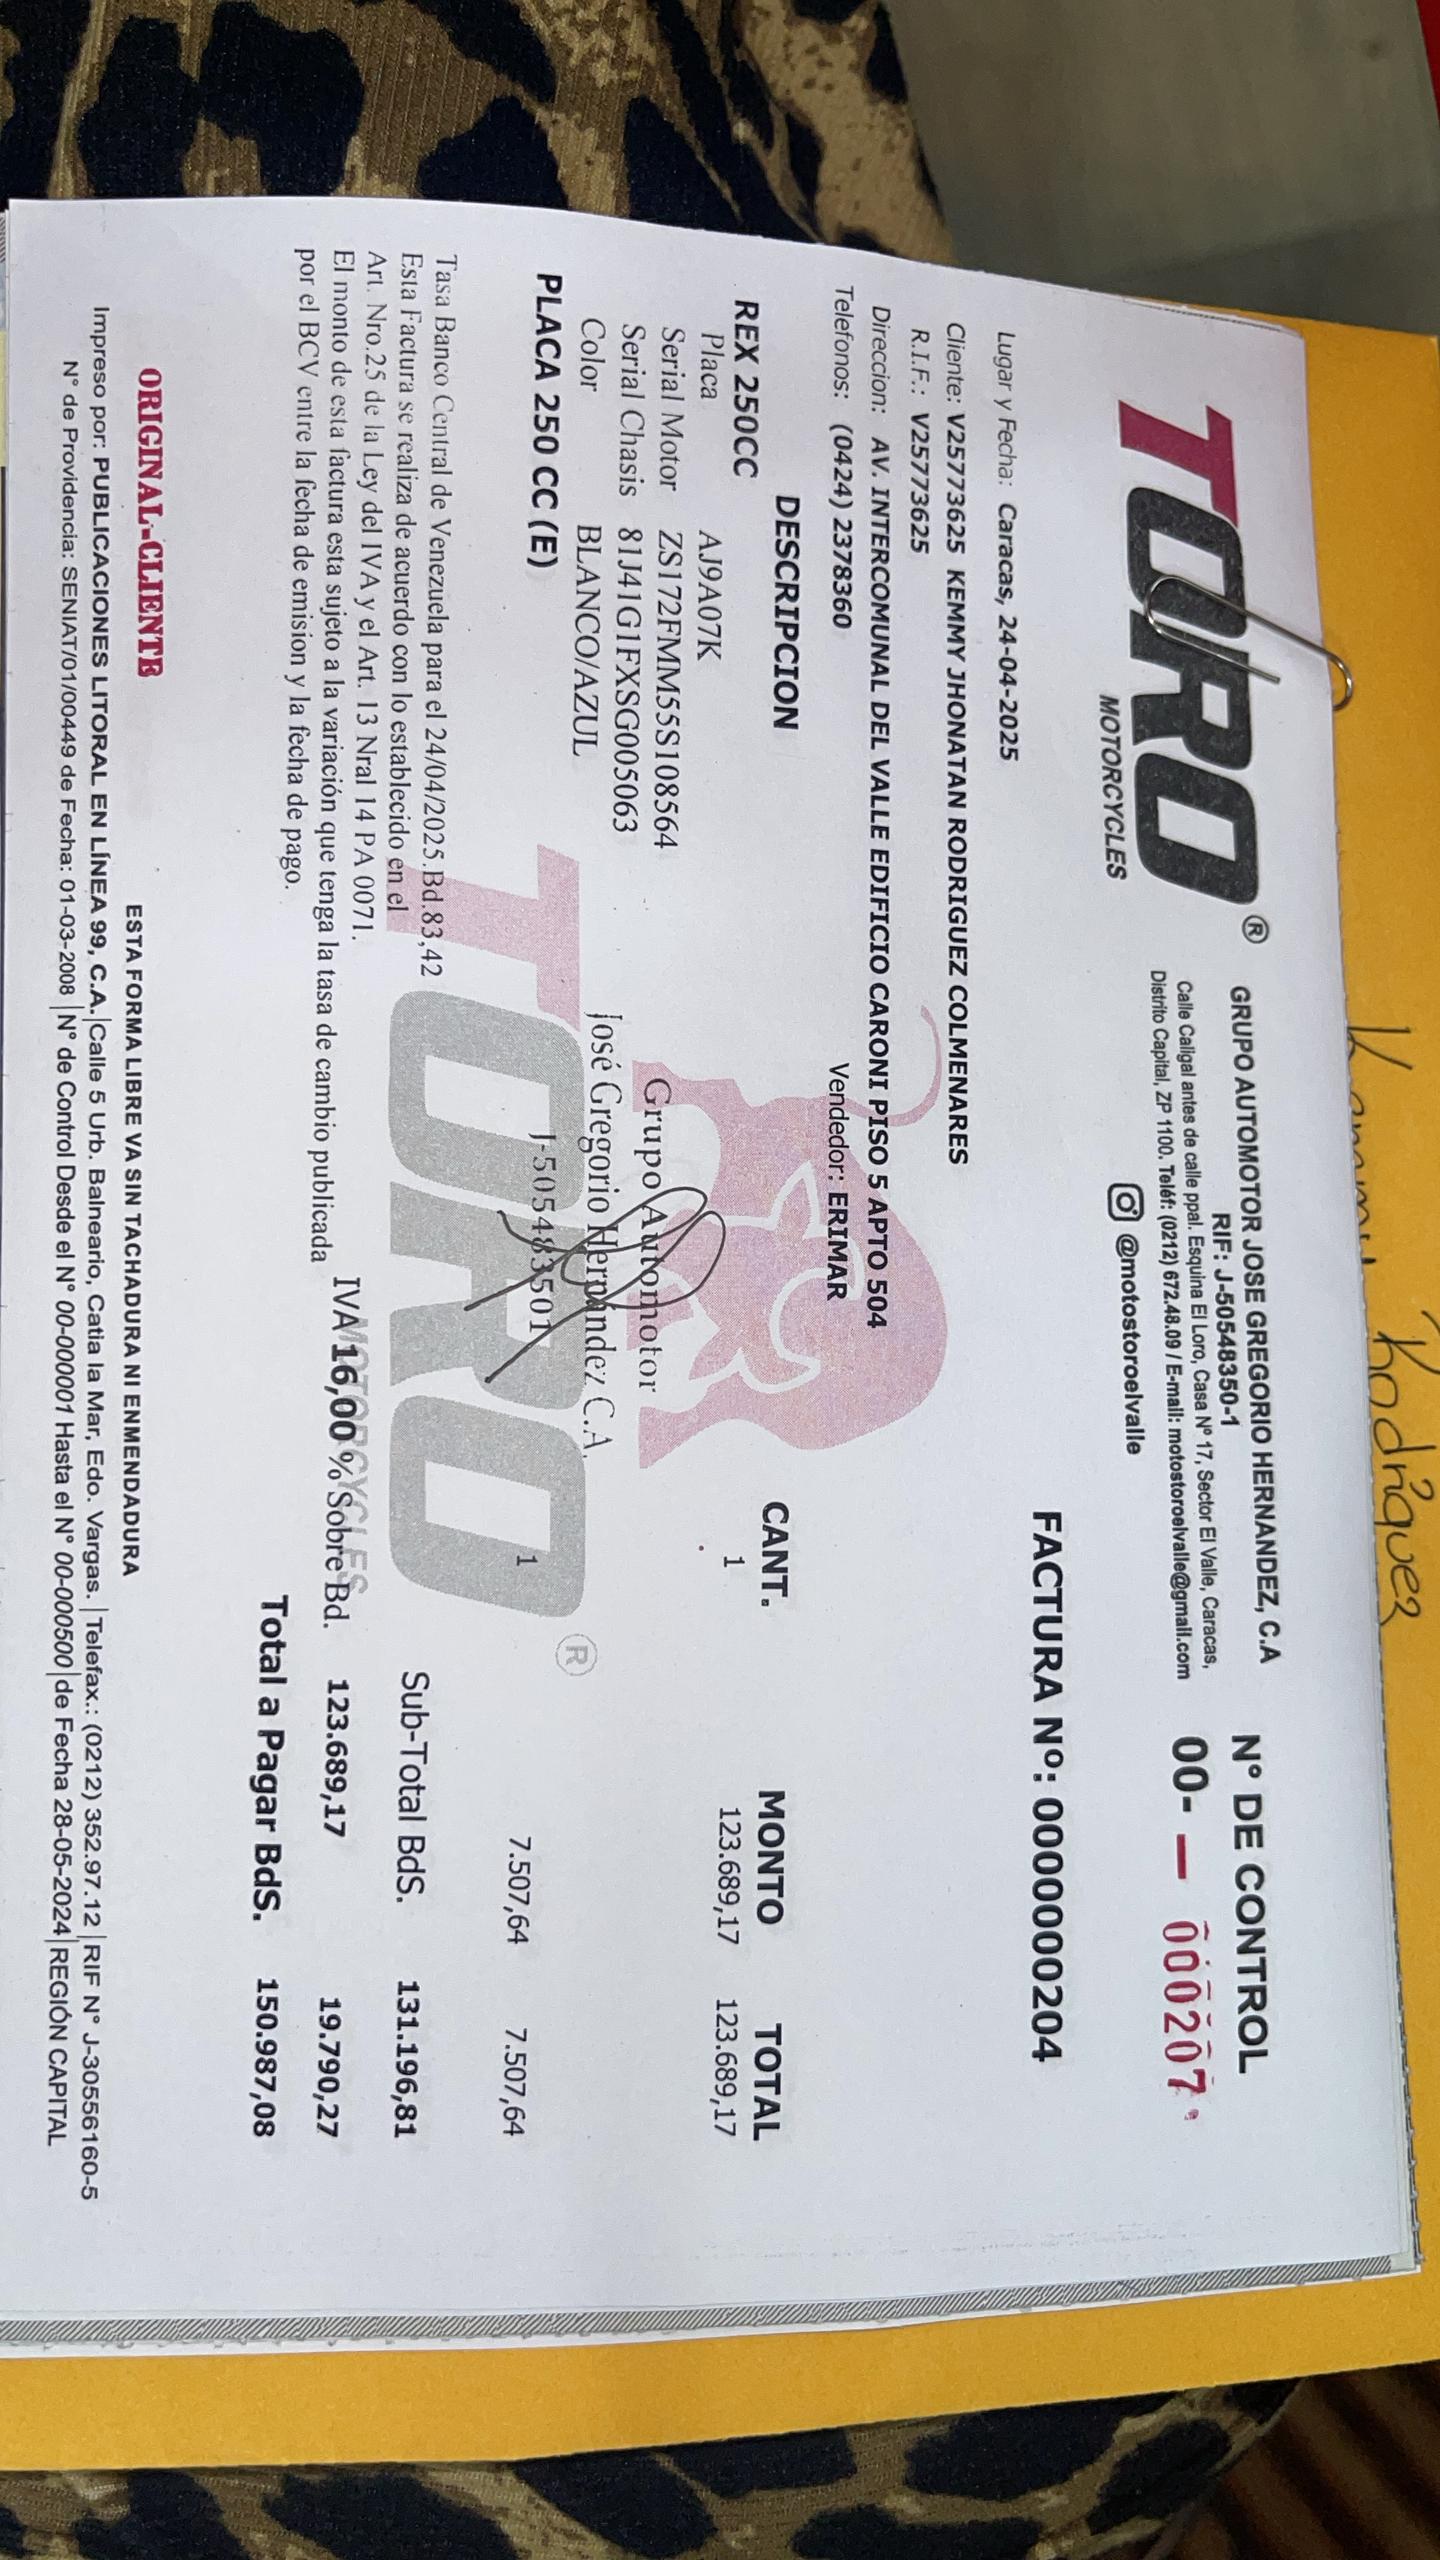 Rodriguez
TORO®
MOTORCYCLES
GRUPO AUTOMOTOR JOSE GREGORIO HERNANDEZ, C.A
RIF: J-50548350-1
Calle Caligal antes de calle ppal. Esquina El Loro, Casa Nº 17, Sector El Valle, Caracas,
Distrito Capital, ZP 1100. Teléf: (0212) 672.48.09 / E-mail: motostoroelvalle@gmail.com
@motostoroelvalle
N° DE CONTROL
00- — 000207
FACTURA Nº: 0000000204
Lugar y Fecha: Caracas, 24-04-2025
Cliente: V25773625 KEMMY JHONATAN RODRIGUEZ COLMENARES
R.I.F.: V25773625
Direccion: AV. INTERCOMUNAL DEL VALLE EDIFICIO CARONI PISO 5 APTO 504
Telefonos: (0424) 2378360 Vendedor: ERIMAR
DESCRIPCION CANT. MONTO TOTAL
REX 250CC 1 123.689,17 123.689,17
Placa AJ9A07K
Serial Motor ZS172FMM55S108564
Serial Chasis 81J41G1FXSG005063
Color BLANCO/AZUL
PLACA 250 CC (E) 1 7.507,64 7.507,64
Grupo Automotor
José Gregorio Hernández C.A.
J-505483501
TORO®
MOTORCYCLES
Tasa Banco Central de Venezuela para el 24/04/2025.Bd.83,42
Esta Factura se realiza de acuerdo con lo establecido en el
Art. Nro.25 de la Ley del IVA y el Art. 13 Nral 14 PA 0071.
El monto de esta factura esta sujeto a la variación que tenga la tasa de cambio publicada
por el BCV entre la fecha de emision y la fecha de pago.
Sub-Total BdS. 131.196,81
IVA 16,00 % Sobre Bd. 123.689,17 19.790,27
Total a Pagar BdS. 150.987,08
ORIGINAL-CLIENTE
ESTA FORMA LIBRE VA SIN TACHADURA NI ENMENDADURA
Impreso por: PUBLICACIONES LITORAL EN LÍNEA 99, C.A.|Calle 5 Urb. Balneario, Catia la Mar, Edo. Vargas.|Telefax.: (0212) 352.97.12|RIF N° J-30556160-5
N° de Providencia: SENIAT/01/00449 de Fecha: 01-03-2008|N° de Control Desde el N° 00-000001 Hasta el N° 00-000500|de Fecha 28-05-2024|REGIÓN CAPITAL